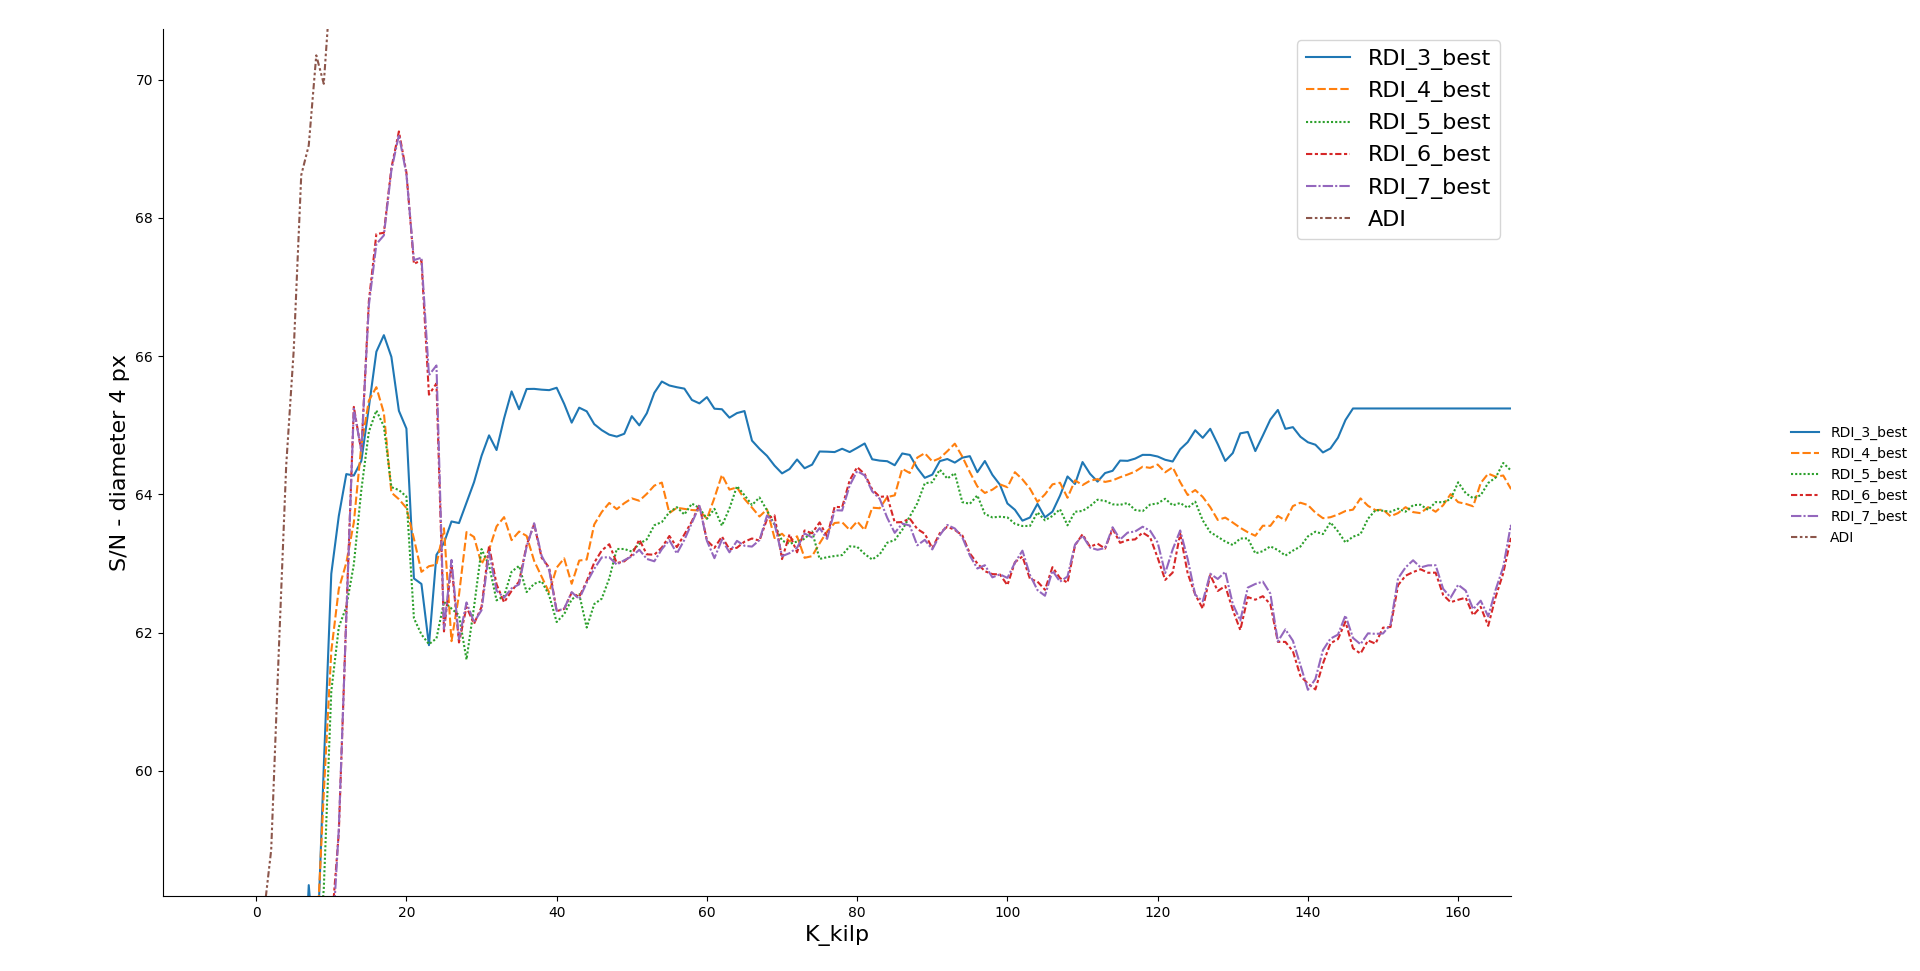 70
68
66
64
62
60
S/N - diameter 4 px
0 20 40 60 80 100 120 140 160
K_kilp
RDI_3_best
RDI_4_best
RDI_5_best
RDI_6_best
RDI_7_best
ADI
RDI_3_best
RDI_4_best
RDI_5_best
RDI_6_best
RDI_7_best
ADI